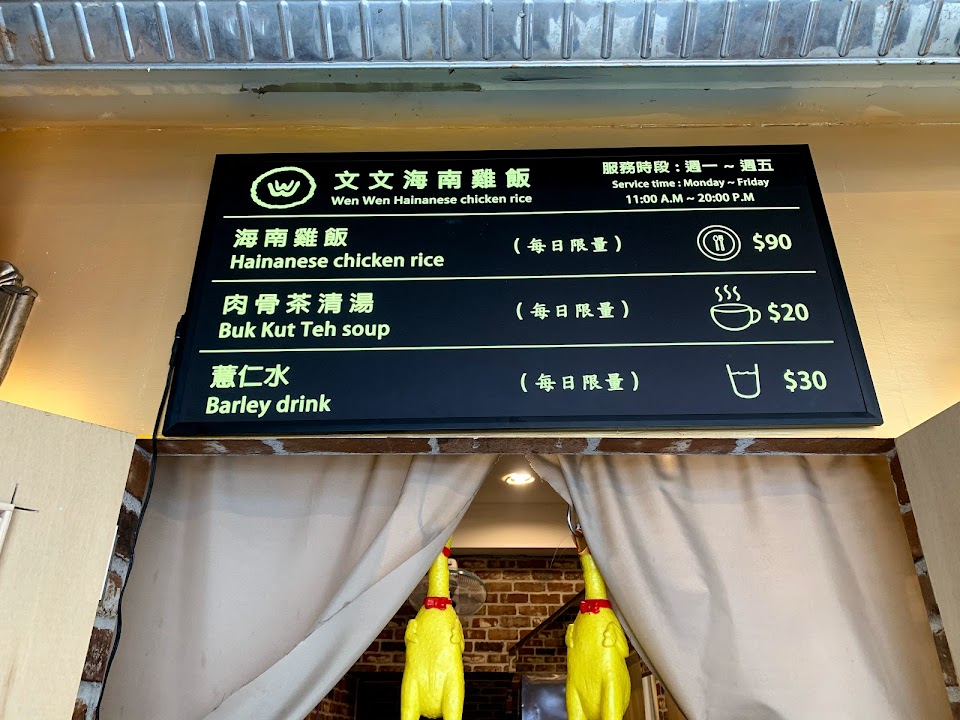 文文海南雞飯
Wen Wen Hainanese chicken rice
服務時段：週一 ~ 週五
Service time : Monday ~ Friday
11:00 A.M ~ 20:00 P.M
海南雞飯 (每日限量) $90
Hainanese chicken rice
肉骨茶清湯 (每日限量) $20
Buk Kut Teh soup
薏仁水 (每日限量) $30
Barley drink